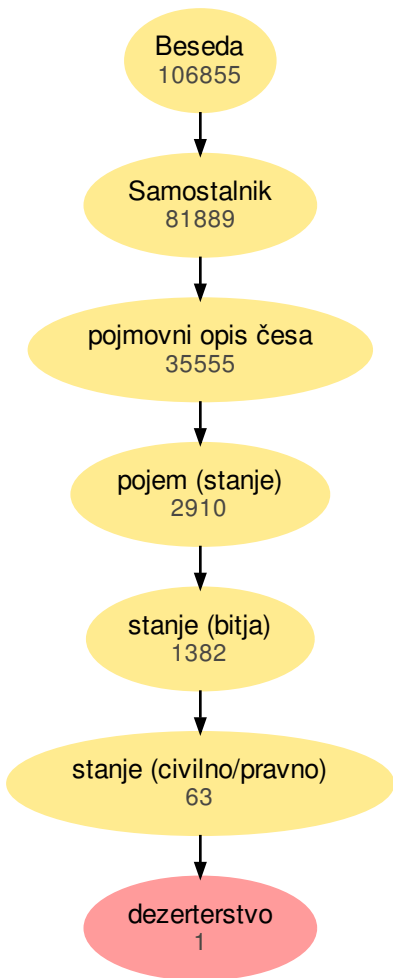 Beseda
106855
Samostalnik
81889
pojmovni opis česa
35555
pojem (stanje)
2910
stanje (bitja)
1382
stanje (civilno/pravno)
63
dezerterstvo
1